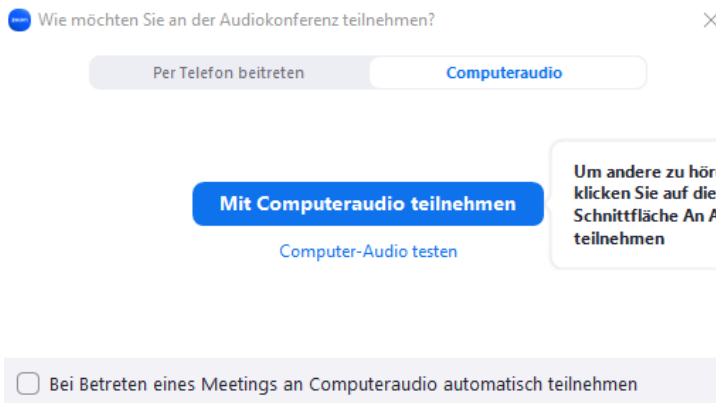 Wie möchten Sie an der Audiokonferenz teilnehmen?
Per Telefon beitreten
Computeraudio
Mit Computeraudio teilnehmen
Computer-Audio testen
Um andere zu hör
klicken Sie auf die
Schnittfläche An A
teilnehmen
Bei Betreten eines Meetings an Computeraudio automatisch teilnehmen